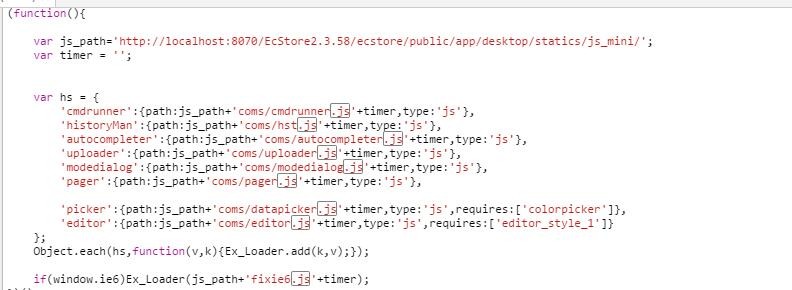 (function(){
var js_path='http://localhost:8070/EcStore2.3.58/ecstore/public/app/desktop/statics/js_mini/';
var timer = '';
var hs = {
'cmdrunner':{path:js_path+'coms/cmdrunner.js'+timer,type:'js'},
'historyMan':{path:js_path+'coms/hst.js'+timer,type:'js'},
'autocompleter':{path:js_path+'coms/autocompleter.js'+timer,type:'js'},
'uploader':{path:js_path+'coms/uploader.js'+timer,type:'js'},
'modedialog':{path:js_path+'coms/modedialog.js'+timer,type:'js'},
'pager':{path:js_path+'coms/pager.js'+timer,type:'js'},
'picker':{path:js_path+'coms/datapicker.js'+timer,type:'js',requires:['colorpicker']},
'editor':{path:js_path+'coms/editor.js'+timer,type:'js',requires:['editor_style_1']}
};
Object.each(hs,function(v,k){Ex_Loader.add(k,v);});
if(window.ie6)Ex_Loader(js_path+'fixie6.js'+timer);